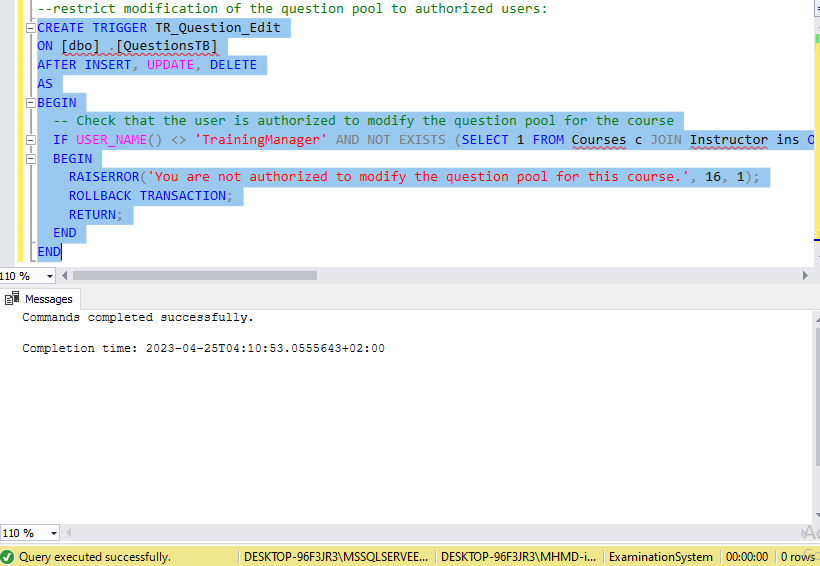 --restrict modification of the question pool to authorized users:
CREATE TRIGGER TR_Question_Edit
ON [dbo] .[QuestionsTB]
AFTER INSERT, UPDATE, DELETE
AS
BEGIN
-- Check that the user is authorized to modify the question pool for the course
IF USER_NAME() <> 'TrainingManager' AND NOT EXISTS (SELECT 1 FROM Courses c JOIN Instructor ins
BEGIN
RAISERROR('You are not authorized to modify the question pool for this course.', 16, 1);
ROLLBACK TRANSACTION;
RETURN;
END
END
110 %
Messages
Commands completed successfully.
Completion time: 2023-04-25T04:10:53.0555643+02:00
110 %
Query executed successfully. DESKTOP-96F3JR3\MSSQLSERVEE... DESKTOP-96F3JR3\MHMD-i... ExaminationSystem 00:00:00 0 rows